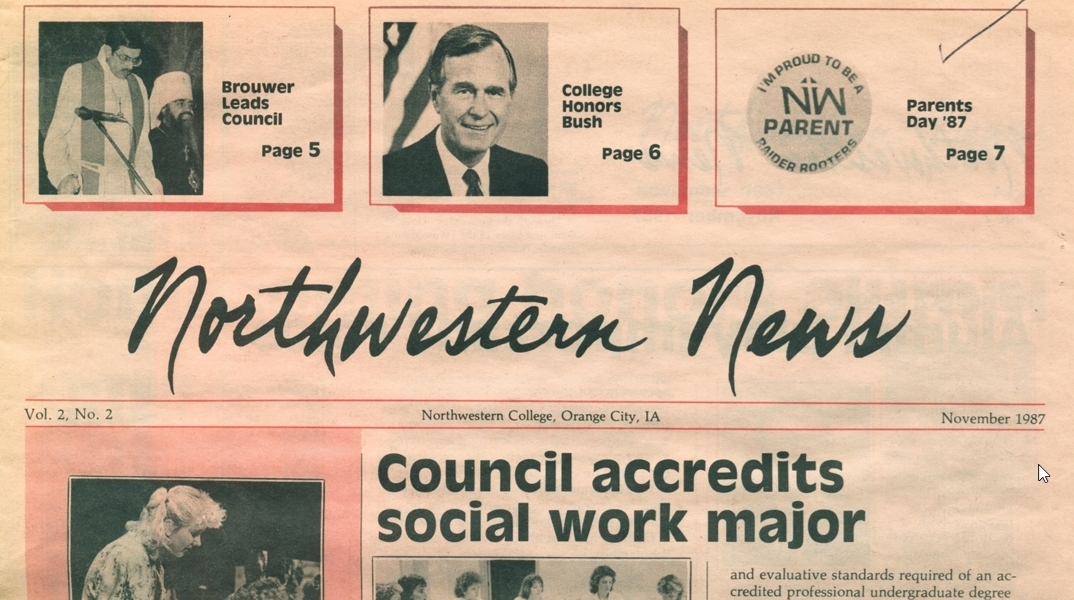 Brouwer
Leads
Council
Page 5
College
Honors
Bush
Page 6
I'M PROUD TO BE A
NW
PARENT
RAIDER ROOTERS
Parents
Day '87
Page 7
Northwestern News
Vol. 2, No. 2
Northwestern College, Orange City, IA
November 1987
Council accredits
social work major
and evaluative standards required of an ac-
credited professional undergraduate degree